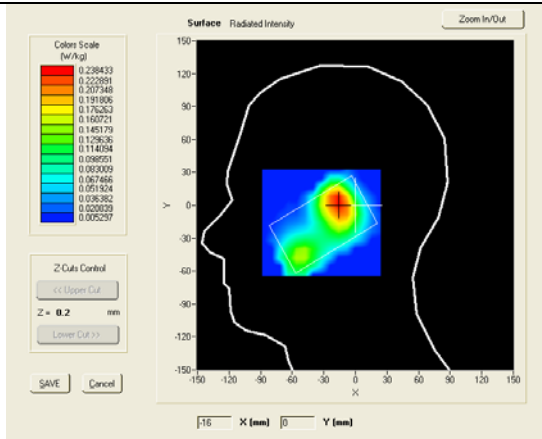 Surface Radiated Intensity
Zoom In/Out
Colors Scale
(W/kg)
0.238433
0.222891
0.207348
0.191806
0.176263
0.160721
0.145179
0.129636
0.114094
0.098551
0.083009
0.067466
0.051924
0.036382
0.020839
0.005297
Z-Cuts Control
<< Upper Cut
Z = 0.2 mm
Lower Cut >>
SAVE Cancel
150-
120-
90-
60-
30-
Y 0-
-30-
-60-
-90-
-120-
-150-
-150 -120 -90 -60 -30 0 30 60 90 120 150
X
-16 X (mm) 0 Y (mm)